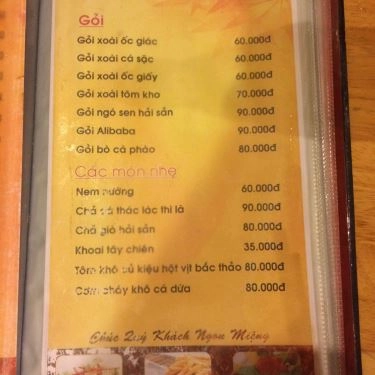 Gỏi
Gỏi xoài ốc giác 60.000đ
Gỏi xoài cá sặc 60.000đ
Gỏi xoài ốc giấy 60.000đ
Gỏi xoài tôm khô 70.000đ
Gỏi ngó sen hải sản 90.000đ
Gỏi Alibaba 90.000đ
Gỏi bò cà pháo 80.000đ
Các món nhẹ
Nem nướng 60.000đ
Chả cá thác lác thì là 90.000đ
Chả giò hải sản 80.000đ
Khoai tây chiên 35.000đ
Tôm khô củ kiệu hột vịt bắc thảo 80.000đ
Cơm cháy khô cá dứa 80.000đ
Chúc Quý Khách Ngon Miệng